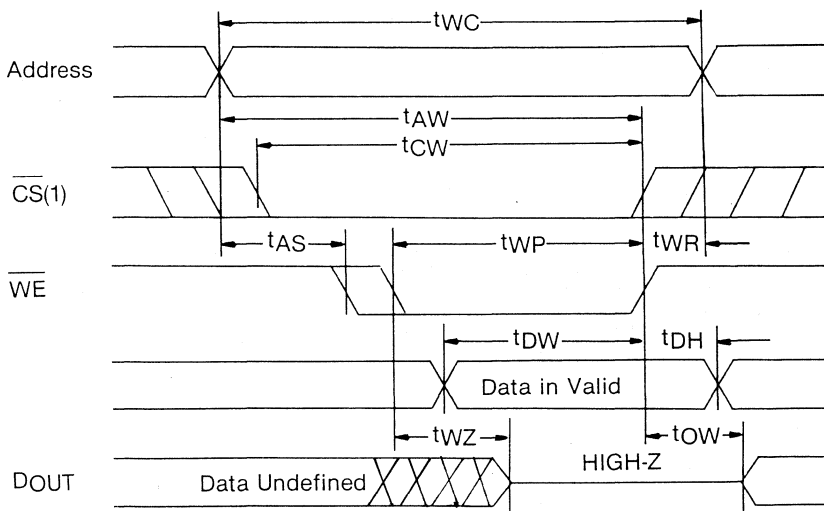 tWC
Address
tAW
tCW
CS(1)
tAS
tWP
tWR
WE
tDW
tDH
Data in Valid
tWZ
tOW
HIGH-Z
DOUT
Data Undefined